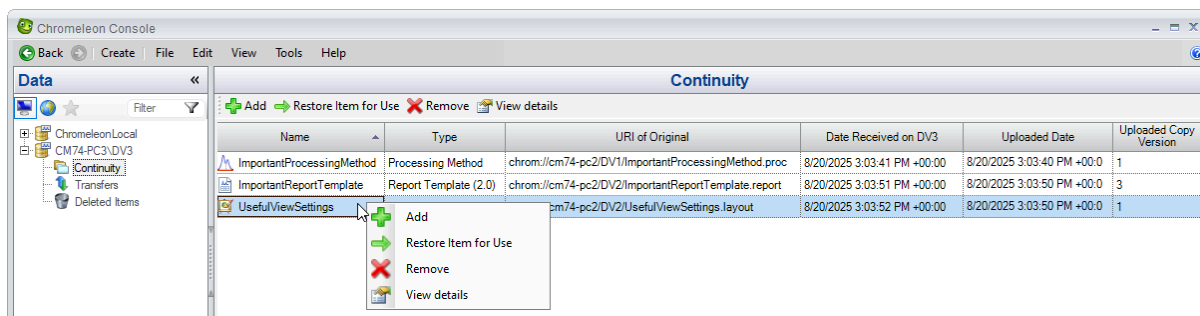 Chromeleon Console
Back Create File Edit View Tools Help
Data «
Continuity
Filter
Add Restore Item for Use Remove View details
ChromeleonLocal
CM74-PC3\DV3
Continuity
Transfers
Deleted Items
Name Type URI of Original Date Received on DV3 Uploaded Date Uploaded Copy Version
ImportantProcessingMethod Processing Method chrom://cm74-pc2/DV1/ImportantProcessingMethod.proc 8/20/2025 3:03:41 PM +00:00 8/20/2025 3:03:40 PM +00:0 1
ImportantReportTemplate Report Template (2.0) chrom://cm74-pc2/DV2/ImportantReportTemplate.report 8/20/2025 3:03:51 PM +00:00 8/20/2025 3:03:50 PM +00:0 3
UsefulViewSettings cm74-pc2/DV2/UsefulViewSettings.layout 8/20/2025 3:03:52 PM +00:00 8/20/2025 3:03:50 PM +00:0 1
Add
Restore Item for Use
Remove
View details